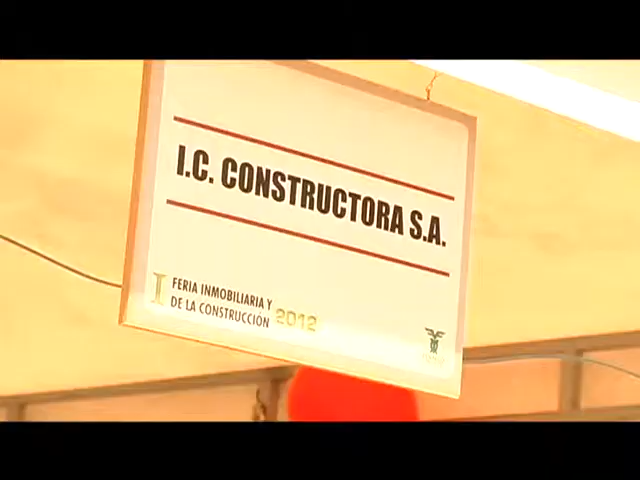 I.C. CONSTRUCTORA S.A.
I FERIA INMOBILIARIA Y
DE LA CONSTRUCCIÓN 2012